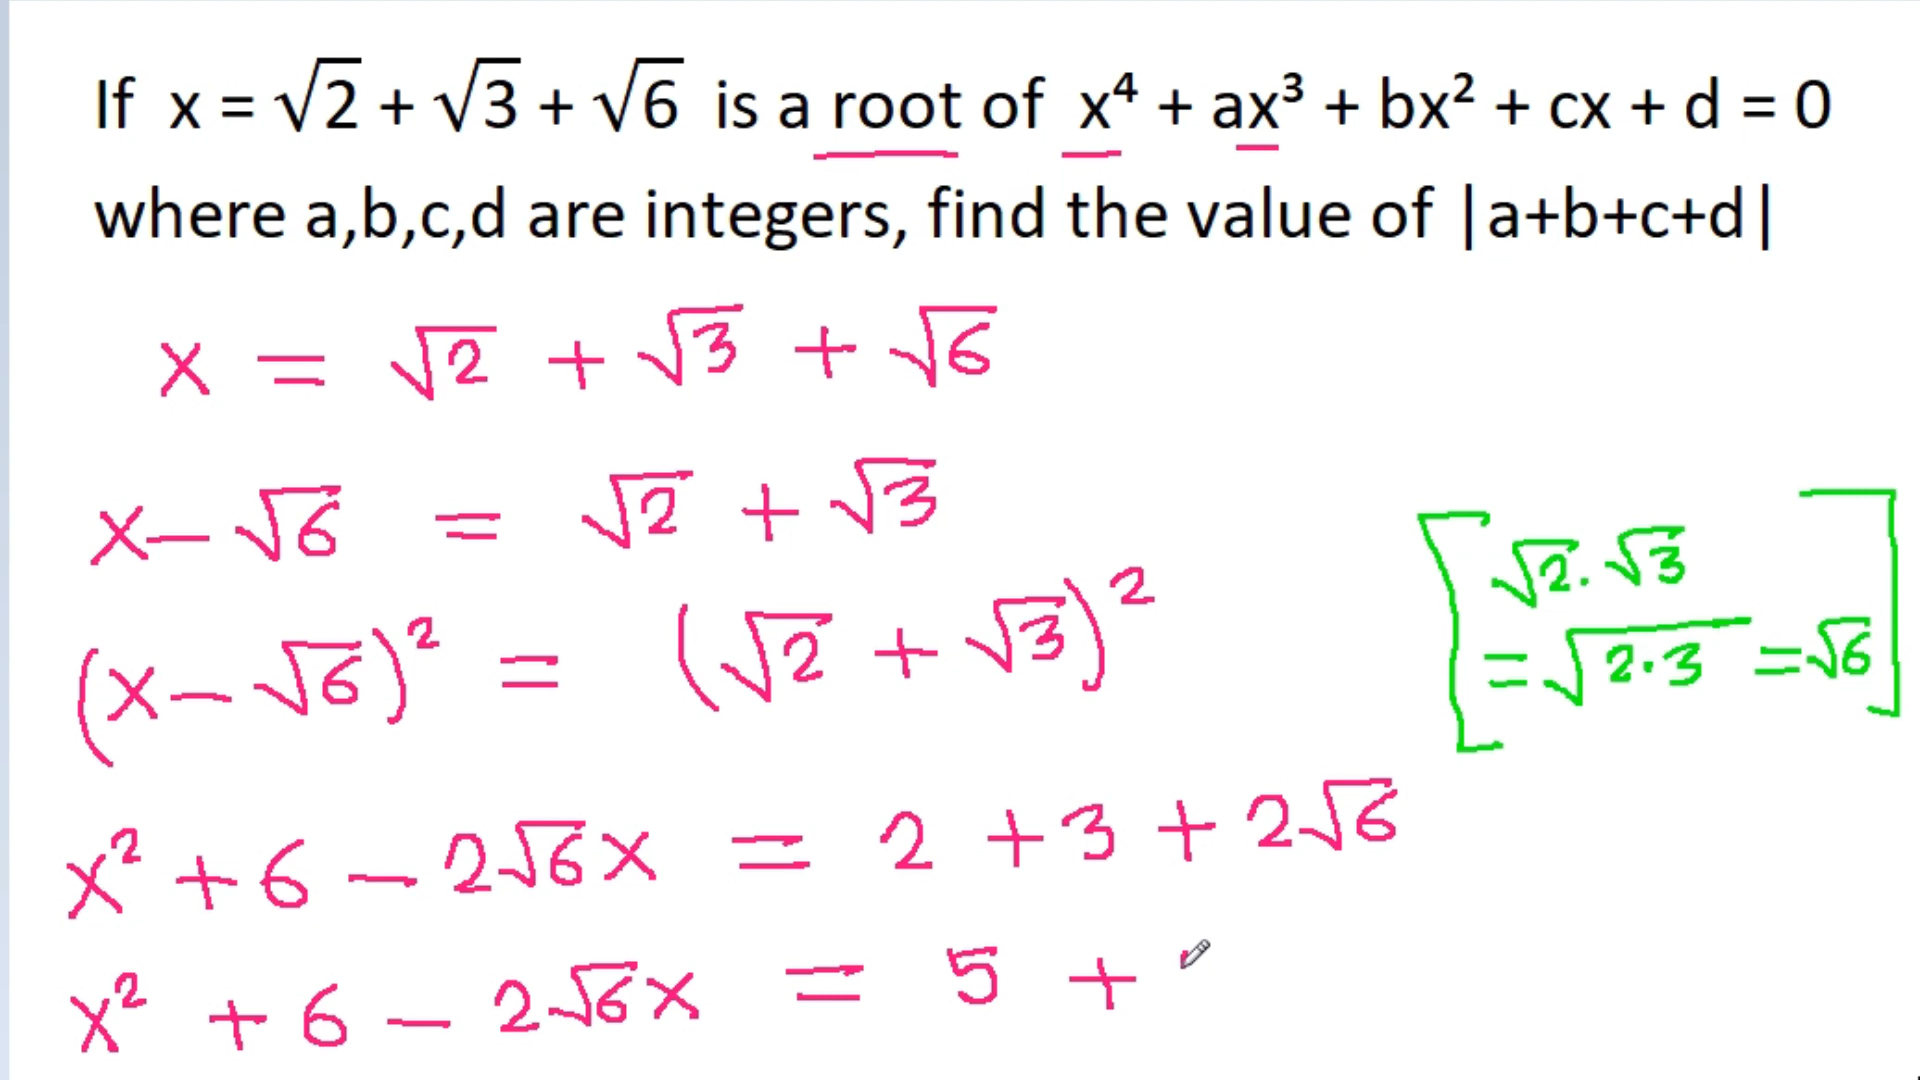 If x = √2 + √3 + √6 is a root of x⁴ + ax³ + bx² + cx + d = 0
where a,b,c,d are integers, find the value of |a+b+c+d|
x = √2 + √3 + √6
x − √6 = √2 + √3
(x − √6)² = (√2 + √3)²
[√2 . √3
= √2·3 = √6]
x² + 6 − 2√6x = 2 + 3 + 2√6
x² + 6 − 2√6x = 5 +